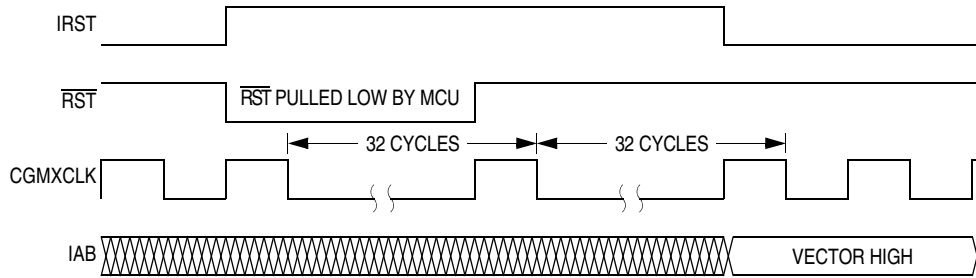 IRST
RST
RST PULLED LOW BY MCU
32 CYCLES
32 CYCLES
CGMXCLK
IAB
VECTOR HIGH